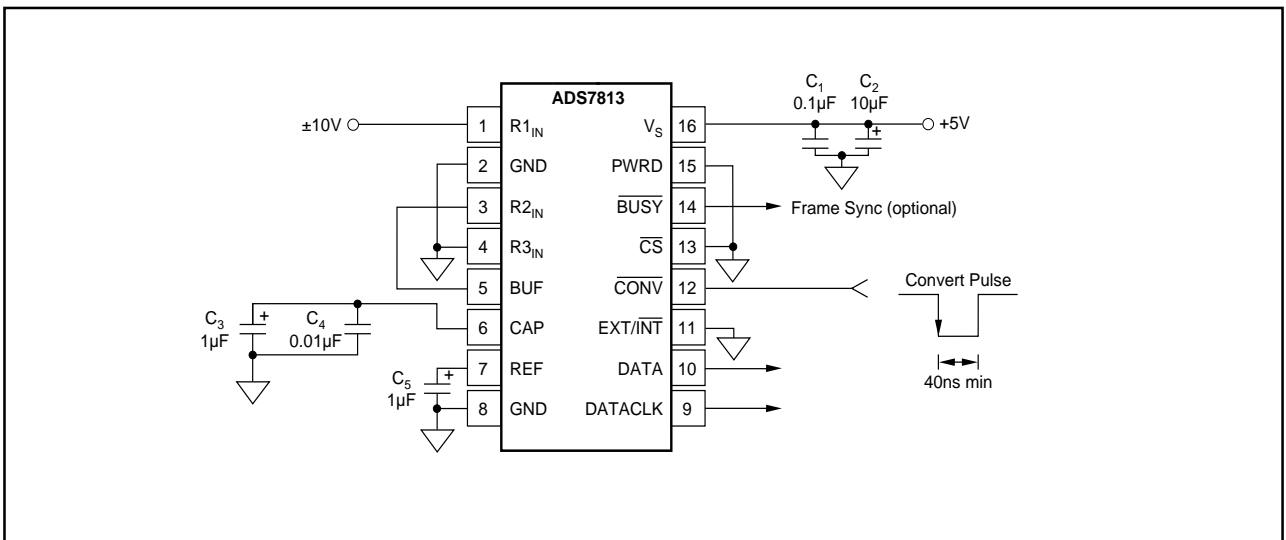 ADS7813
±10V
1 R1IN
2 GND
3 R2IN
4 R3IN
5 BUF
6 CAP
7 REF
8 GND
VS 16
PWRD 15
BUSY 14
CS 13
CONV 12
EXT/INT 11
DATA 10
DATACLK 9
C1
0.1µF
C2
10µF
+
+5V
Frame Sync (optional)
Convert Pulse
40ns min
C3
1µF
+
C4
0.01µF
C5
1µF
+